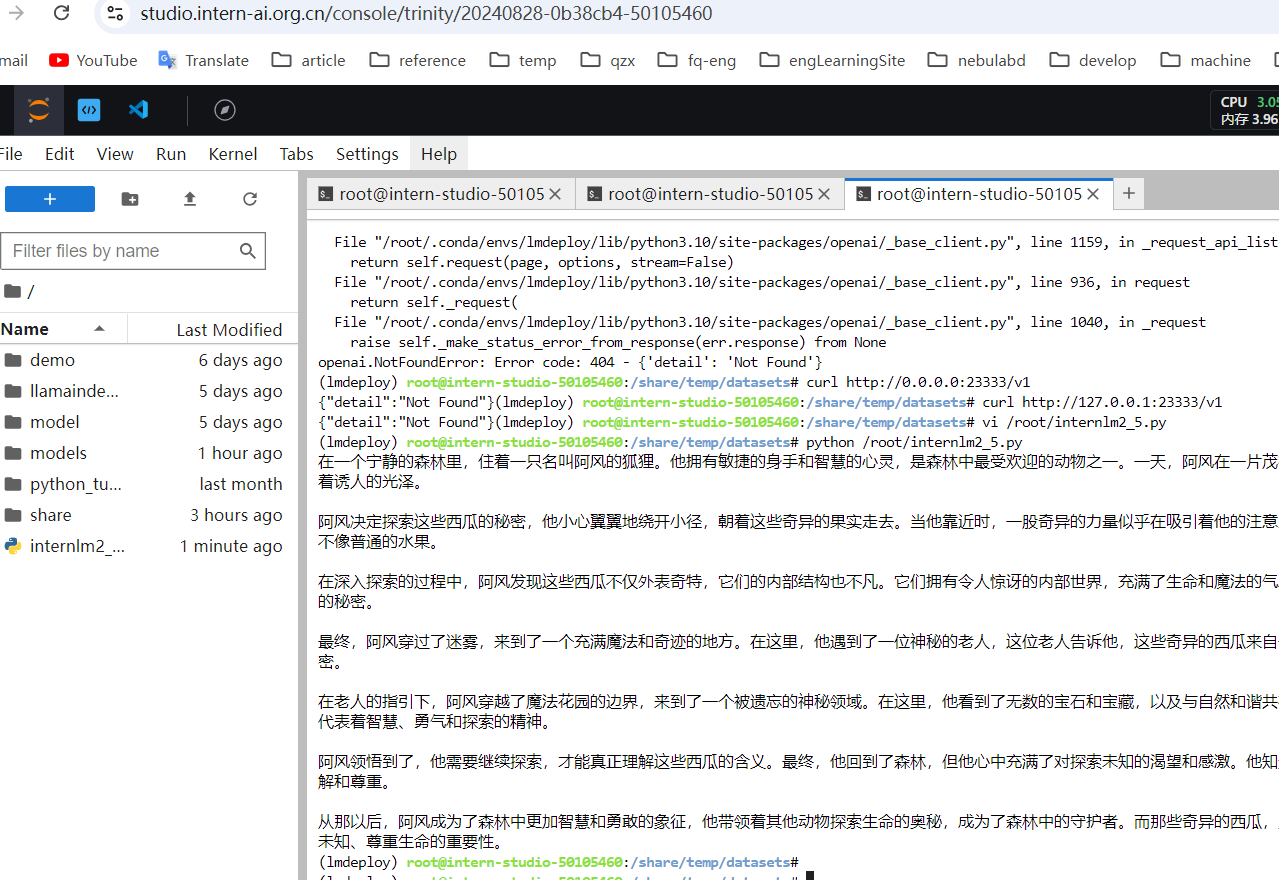 studio.intern-ai.org.cn/console/trinity/20240828-0b38cb4-50105460
mail YouTube Translate article reference temp qzx fq-eng engLearningSite nebulabd develop machine
CPU 3.05
内存 3.96
File Edit View Run Kernel Tabs Settings Help
root@intern-studio-50105 root@intern-studio-50105 root@intern-studio-50105
Filter files by name
/
Name Last Modified
demo 6 days ago
llamainde... 5 days ago
model 5 days ago
models 1 hour ago
python_tu... last month
share 3 hours ago
internlm2_... 1 minute ago
File "/root/.conda/envs/lmdeploy/lib/python3.10/site-packages/openai/_base_client.py", line 1159, in _request_api_list
return self.request(page, options, stream=False)
File "/root/.conda/envs/lmdeploy/lib/python3.10/site-packages/openai/_base_client.py", line 936, in request
return self._request(
File "/root/.conda/envs/lmdeploy/lib/python3.10/site-packages/openai/_base_client.py", line 1040, in _request
raise self._make_status_error_from_response(err.response) from None
openai.NotFoundError: Error code: 404 - {'detail': 'Not Found'}
(lmdeploy) root@intern-studio-50105460:/share/temp/datasets# curl http://0.0.0.0:23333/v1
{"detail":"Not Found"}(lmdeploy) root@intern-studio-50105460:/share/temp/datasets# curl http://127.0.0.1:23333/v1
{"detail":"Not Found"}(lmdeploy) root@intern-studio-50105460:/share/temp/datasets# vi /root/internlm2_5.py
(lmdeploy) root@intern-studio-50105460:/share/temp/datasets# python /root/internlm2_5.py
在一个宁静的森林里，住着一只名叫阿风的狐狸。他拥有敏捷的身手和智慧的心灵，是森林中最受欢迎的动物之一。一天，阿风在一片茂
着诱人的光泽。
阿风决定探索这些西瓜的秘密，他小心翼翼地绕开小径，朝着这些奇异的果实走去。当他靠近时，一股奇异的力量似乎在吸引着他的注意
不像普通的水果。
在深入探索的过程中，阿风发现这些西瓜不仅外表奇特，它们的内部结构也不凡。它们拥有令人惊讶的内部世界，充满了生命和魔法的气
的秘密。
最终，阿风穿过了迷雾，来到了一个充满魔法和奇迹的地方。在这里，他遇到了一位神秘的老人，这位老人告诉他，这些奇异的西瓜来自
密。
在老人的指引下，阿风穿越了魔法花园的边界，来到了一个被遗忘的神秘领域。在这里，他看到了无数的宝石和宝藏，以及与自然和谐共
代表着智慧、勇气和探索的精神。
阿风领悟到了，他需要继续探索，才能真正理解这些西瓜的含义。最终，他回到了森林，但他心中充满了对探索未知的渴望和感激。他知
解和尊重。
从那以后，阿风成为了森林中更加智慧和勇敢的象征，他带领着其他动物探索生命的奥秘，成为了森林中的守护者。而那些奇异的西瓜，
未知、尊重生命的重要性。
(lmdeploy) root@intern-studio-50105460:/share/temp/datasets#